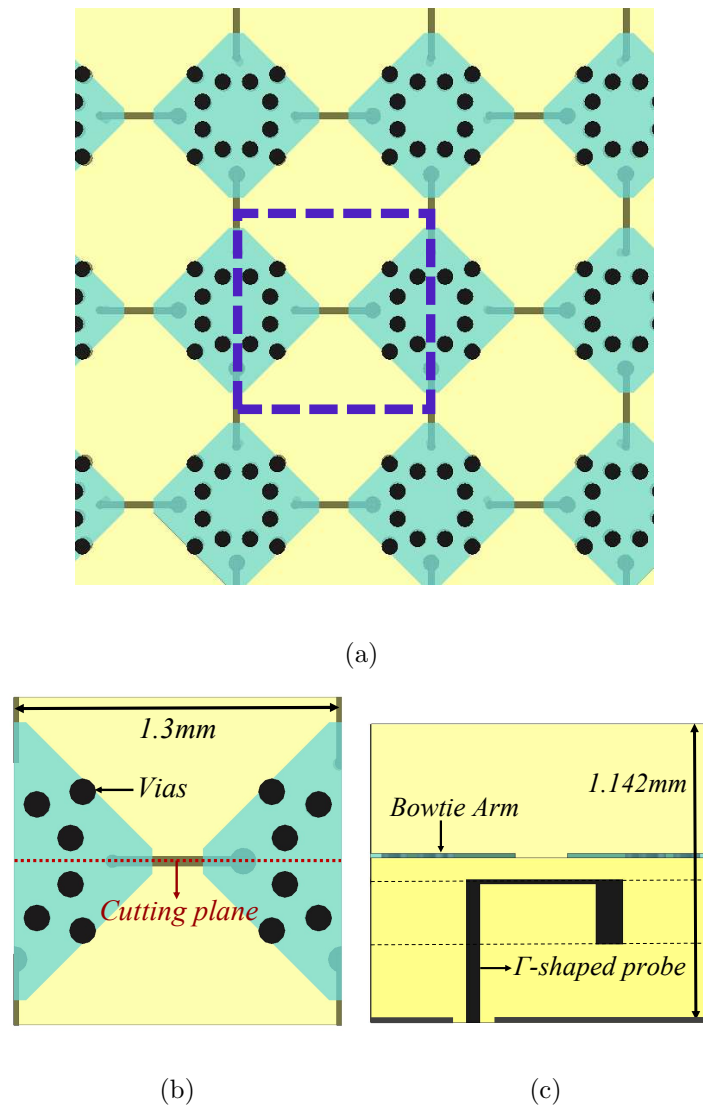 (a)
1.3mm
Vias
Cutting plane
(b)
1.142mm
Bowtie Arm
Γ-shaped probe
(c)